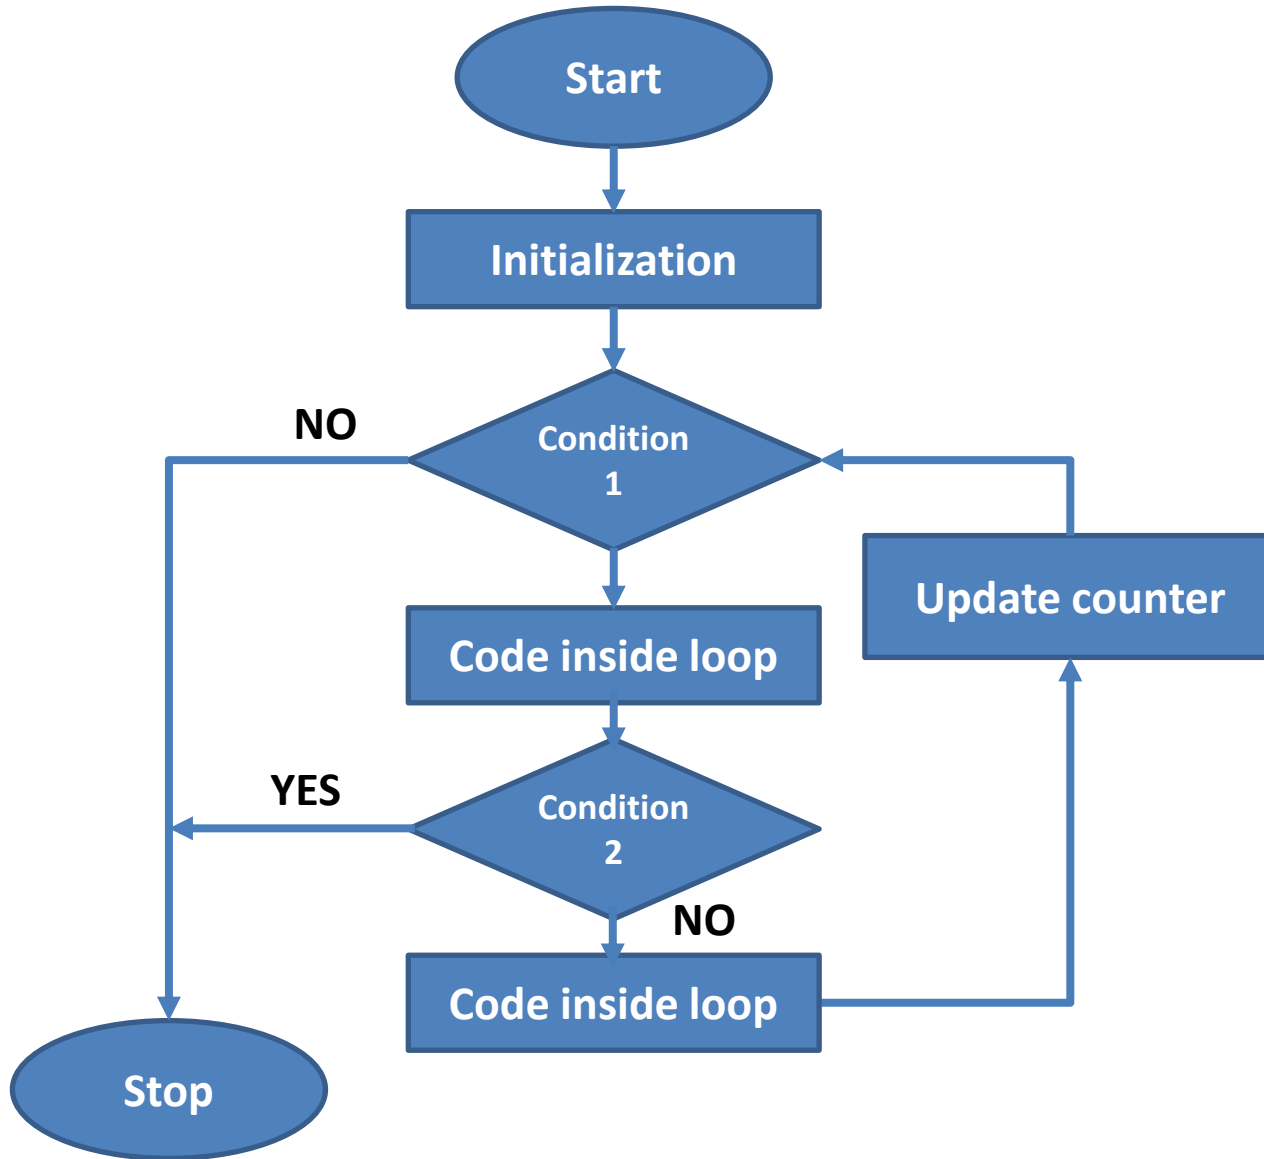 Start
Initialization
NO
Condition
1
Update counter
Code inside loop
YES
Condition
2
NO
Code inside loop
Stop